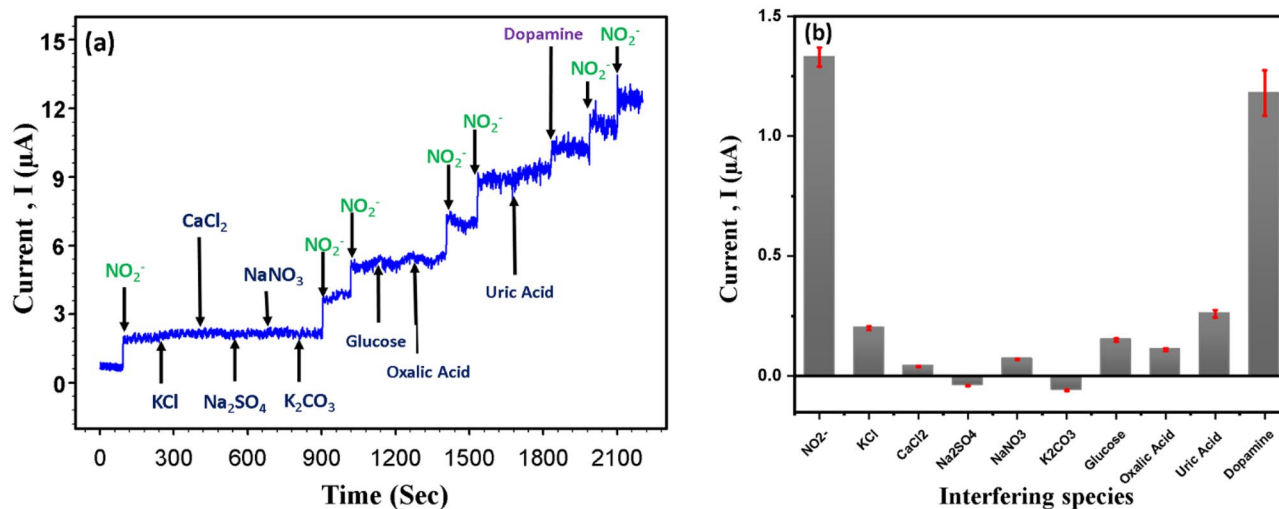 (a)
Current , I (µA)
15
12
9
6
3
0
NO₂⁻
CaCl₂
NaNO₃
NO₂⁻
NO₂⁻
NO₂⁻
NO₂⁻
Dopamine
NO₂⁻
NO₂⁻
KCl
Na₂SO₄
K₂CO₃
Glucose
Oxalic Acid
Uric Acid
0
300
600
900
1200
1500
1800
2100
Time (Sec)
(b)
Current , I (µA)
1.5
1.0
0.5
0.0
NO2-
KCl
CaCl2
Na2SO4
NaNO3
K2CO3
Glucose
Oxalic Acid
Uric Acid
Dopamine
Interfering species